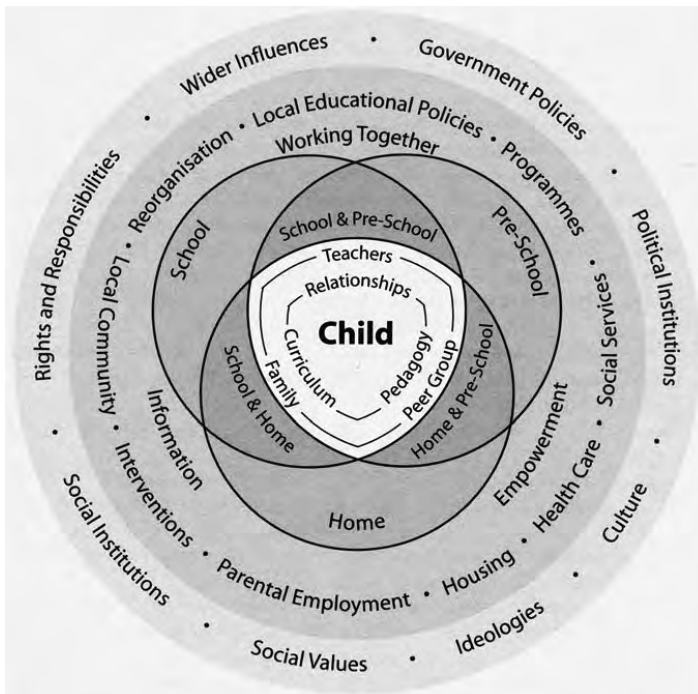 Wider Influences
Government Policies
Political Institutions
Culture
Ideologies
Social Values
Social Institutions
Rights and Responsibilities
Local Educational Policies
Programmes
Social Services
Health Care
Housing
Parental Employment
Interventions
Local Community
Reorganisation
Working Together
Empowerment
Information
School
Pre-School
Home
School & Pre-School
Home & Pre-School
School & Home
Teachers
Peer Group
Family
Relationships
Pedagogy
Curriculum
Child